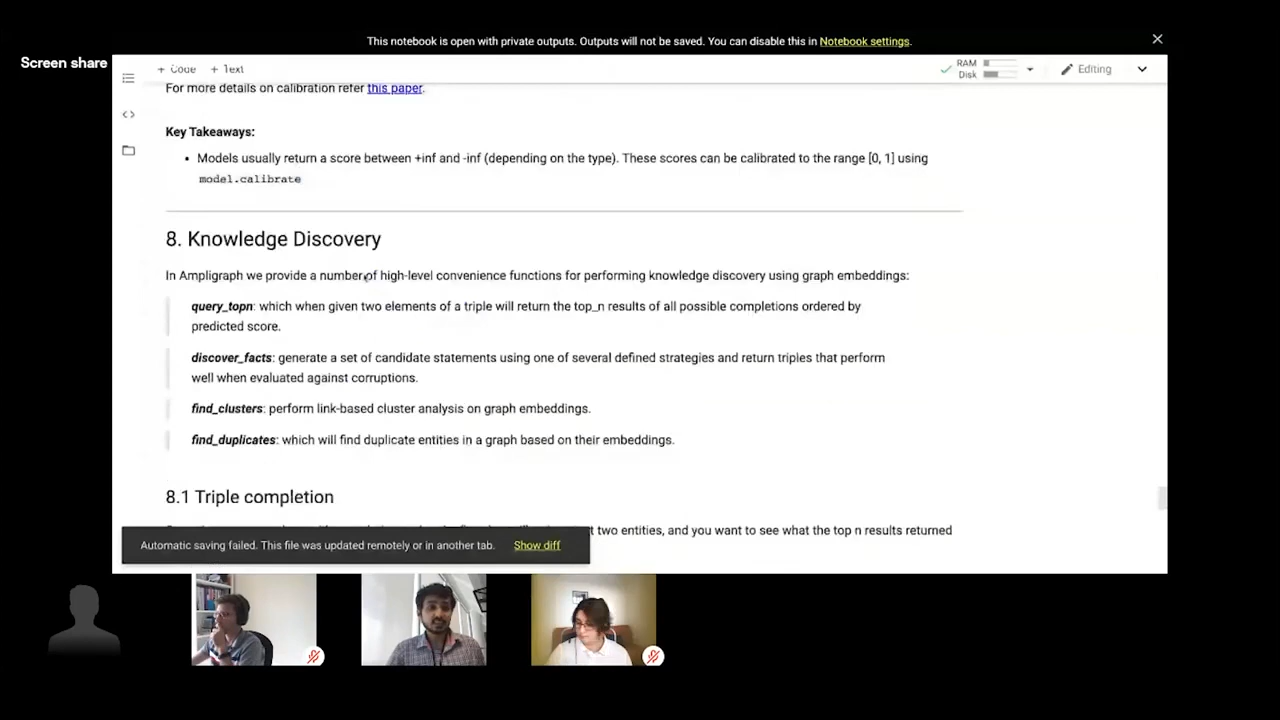 This notebook is open with private outputs. Outputs will not be saved. You can disable this in Notebook settings.
Screen share
+ Code + Text
RAM
Disk
Editing
For more details on calibration refer this paper.
Key Takeaways:
• Models usually return a score between +inf and -inf (depending on the type). These scores can be calibrated to the range [0, 1] using
model.calibrate
8. Knowledge Discovery
In Ampligraph we provide a number of high-level convenience functions for performing knowledge discovery using graph embeddings:
query_topn: which when given two elements of a triple will return the top_n results of all possible completions ordered by
predicted score.
discover_facts: generate a set of candidate statements using one of several defined strategies and return triples that perform
well when evaluated against corruptions.
find_clusters: perform link-based cluster analysis on graph embeddings.
find_duplicates: which will find duplicate entities in a graph based on their embeddings.
8.1 Triple completion
two entities, and you want to see what the top n results returned
Automatic saving failed. This file was updated remotely or in another tab. Show diff